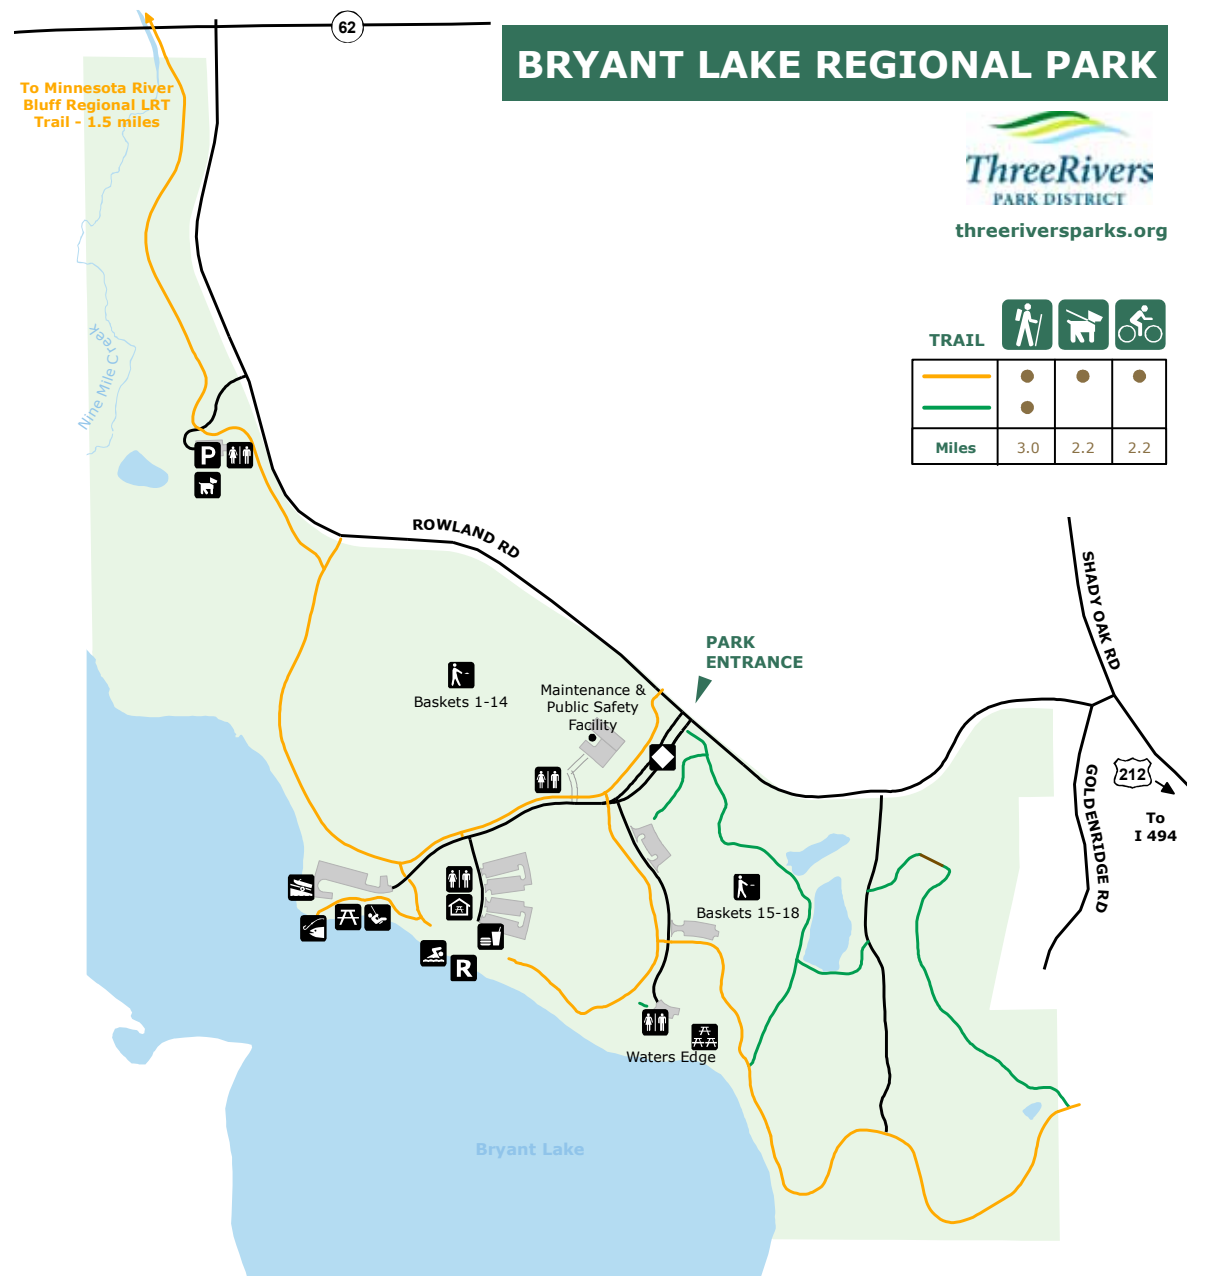 62
BRYANT LAKE REGIONAL PARK
To Minnesota River
Bluff Regional LRT
Trail - 1.5 miles
ThreeRivers
PARK DISTRICT
threeriversparks.org
TRAIL
Miles 3.0 2.2 2.2
Nine Mile Creek
P
ROWLAND RD
SHADY OAK RD
PARK
ENTRANCE
Baskets 1-14
Maintenance &
Public Safety
Facility
212
To
I 494
GOLDENRIDGE RD
Baskets 15-18
R
Waters Edge
Bryant Lake